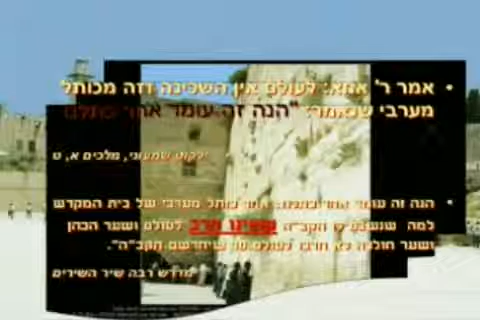 • אמר ר' אחא: לעולם אין השכינה זזה מכותל
מערבי שנאמר: "הנה זה עומד אחר כתלנו
ילקוט שמעוני, מלכים א, ט
• הנה זה עומד אחר כתלנו: אחר כותל מערבי של בית המקדש
למה שנשבע לו הקב"ה שאינו חרב לעולם ושער הכהן
ושער חולדה לא חרבו לעולם עד שיחדשם הקב"ה".
מדרש רבה שיר השירים